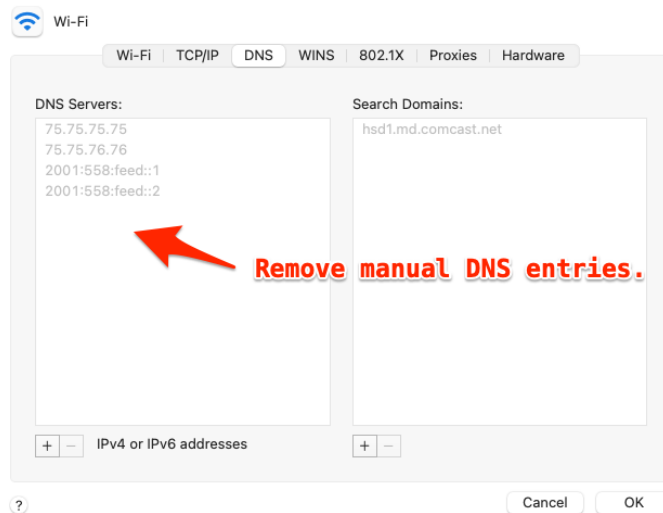 Wi-Fi
Wi-Fi TCP/IP DNS WINS 802.1X Proxies Hardware
DNS Servers:
75.75.75.75
75.75.76.76
2001:558:feed::1
2001:558:feed::2
Search Domains:
hsd1.md.comcast.net
Remove manual DNS entries.
+ − IPv4 or IPv6 addresses
+ −
? Cancel OK